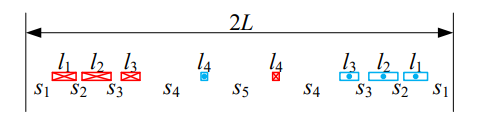 2L
l₁ l₂ l₃ l₄ l₄ l₃ l₂ l₁
s₁ s₂ s₃ s₄ s₅ s₄ s₃ s₂ s₁